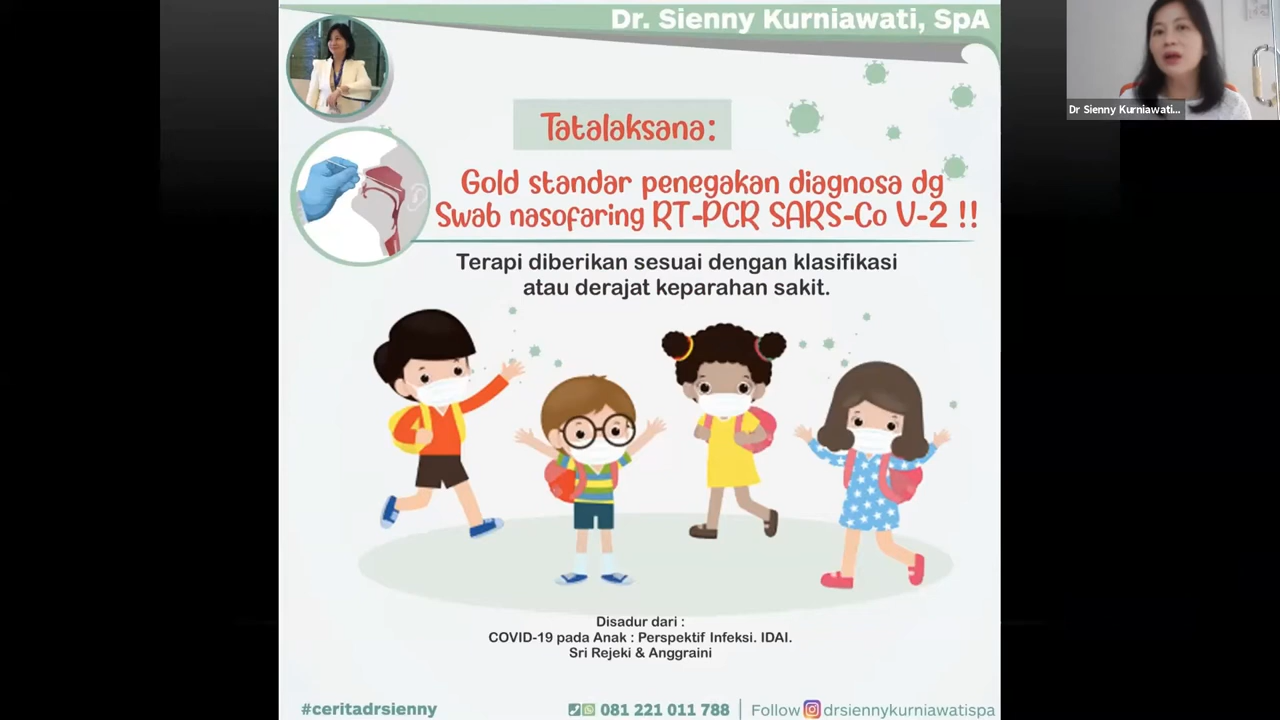 Dr. Sienny Kurniawati, SpA
Dr Sienny Kurniawati...
Tatalaksana:
Gold standar penegakan diagnosa dg
Swab nasofaring RT-PCR SARS-Co V-2 !!
Terapi diberikan sesuai dengan klasifikasi
atau derajat keparahan sakit.
Disadur dari :
COVID-19 pada Anak : Perspektif Infeksi. IDAI.
Sri Rejeki & Anggraini
#ceritadrsienny
081 221 011 788
Follow drsiennykurniawatispa